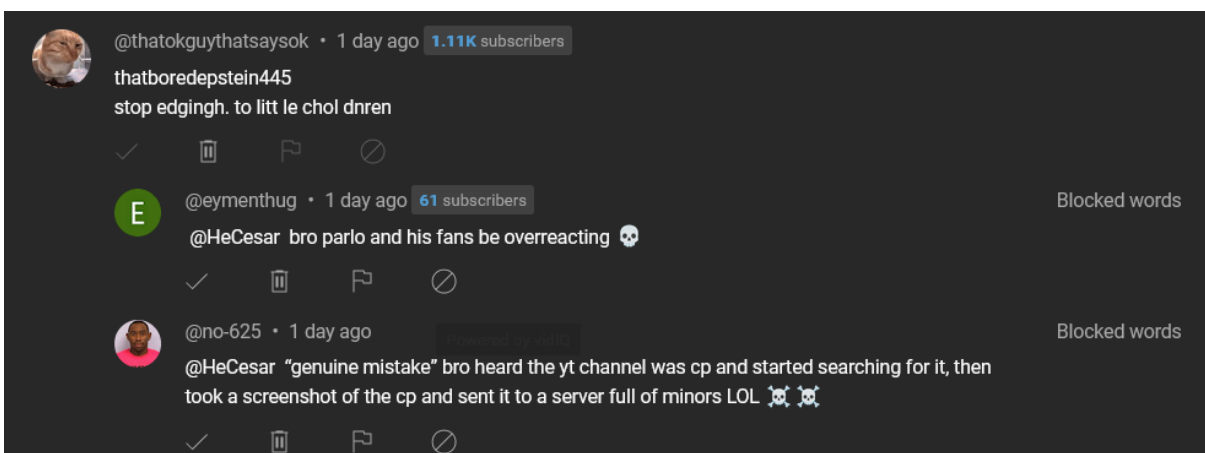 @thatokguythatsaysok • 1 day ago 1.11K subscribers
thatboredepstein445
stop edgingh. to litt le chol dnren
E
@eymenthug • 1 day ago 61 subscribers
Blocked words
@HeCesar bro parlo and his fans be overreacting 💀
@no-625 • 1 day ago
Powered by vidIQ
Blocked words
@HeCesar “genuine mistake” bro heard the yt channel was cp and started searching for it, then
took a screenshot of the cp and sent it to a server full of minors LOL ☠️ ☠️